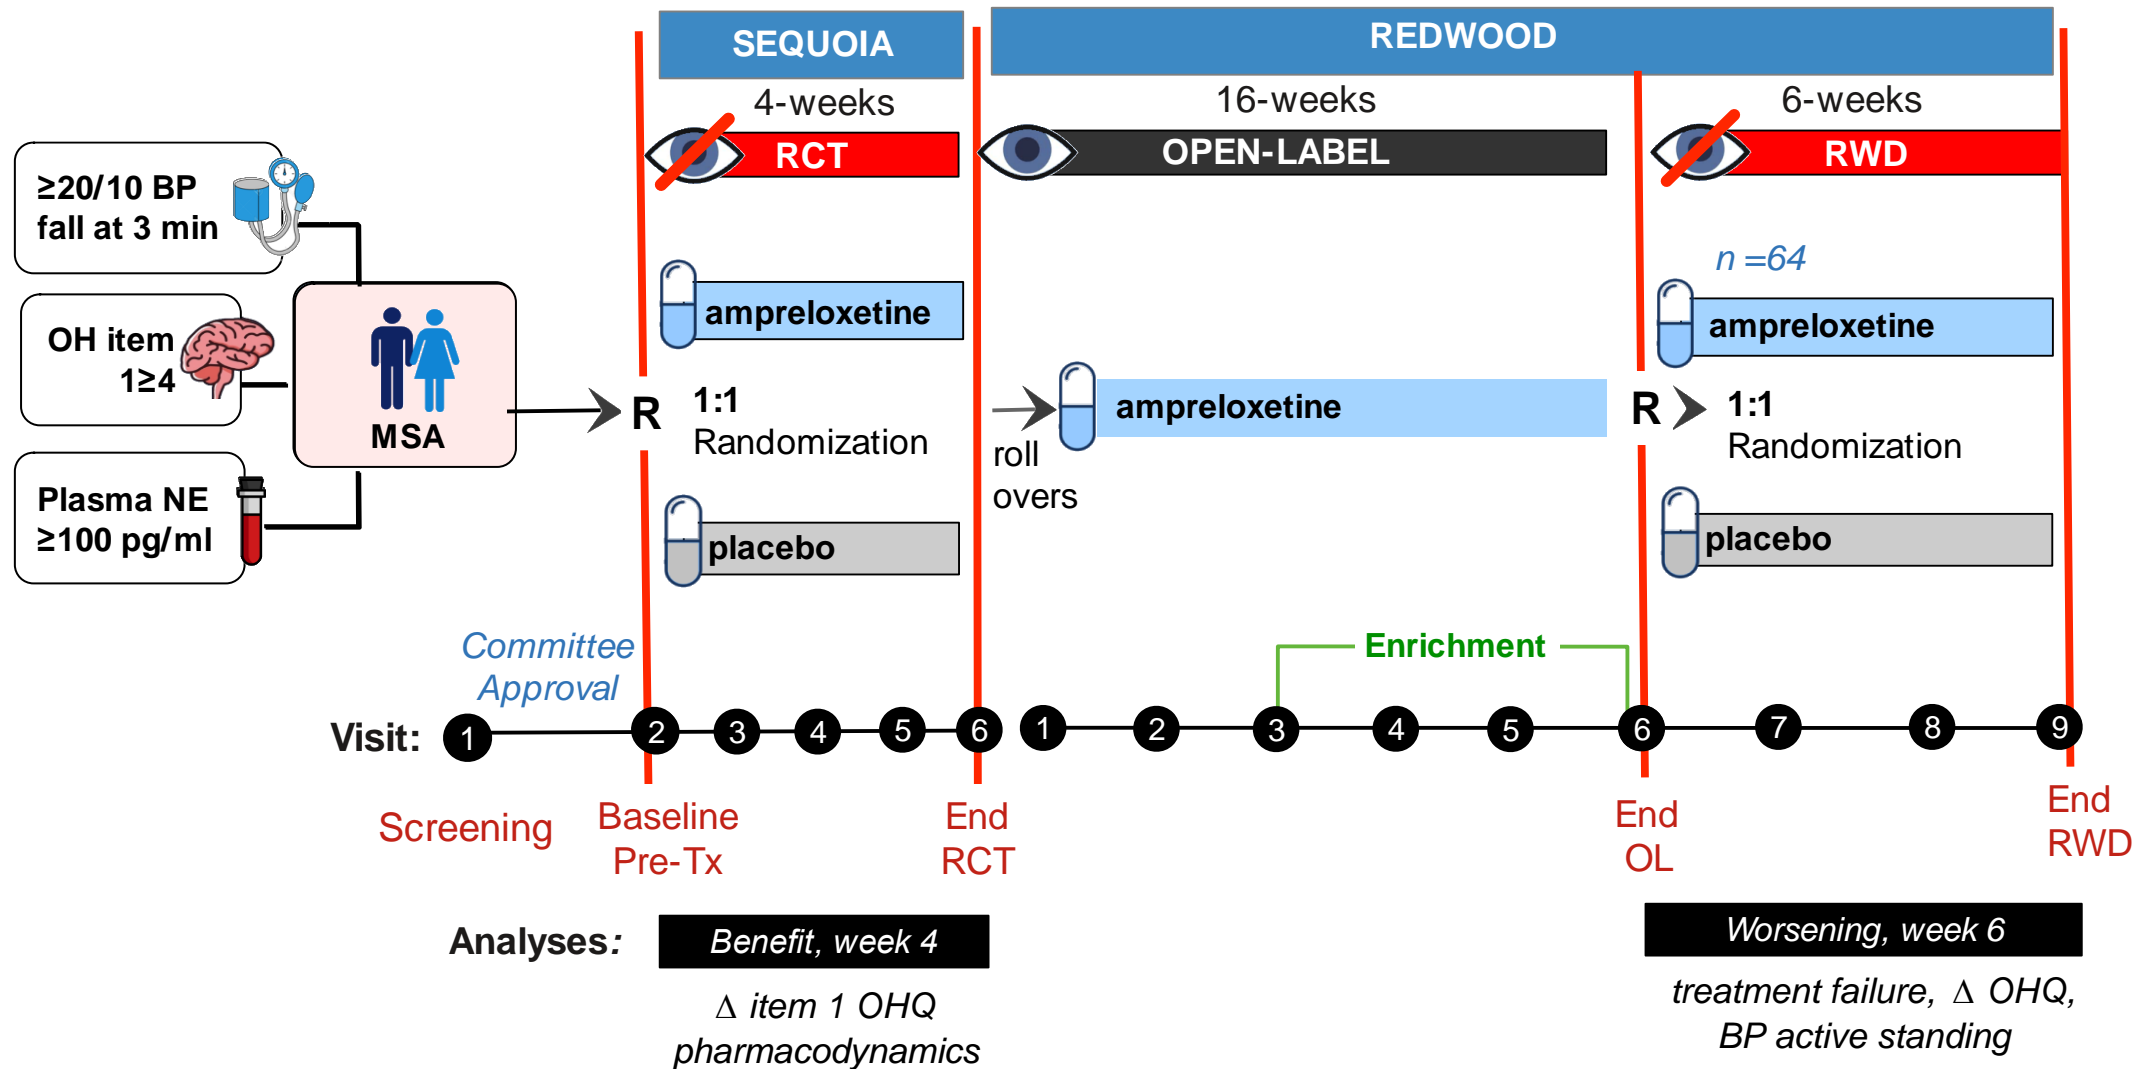 SEQUOIA
REDWOOD
4-weeks
16-weeks
6-weeks
RCT
OPEN-LABEL
RWD
≥20/10 BP
fall at 3 min
OH item
1≥4
Plasma NE
≥100 pg/ml
MSA
R
ampreloxetine
1:1
Randomization
placebo
roll
overs
ampreloxetine
n =64
ampreloxetine
R
1:1
Randomization
placebo
Committee
Approval
Enrichment
Visit:
1
2
3
4
5
6
1
2
3
4
5
6
7
8
9
Screening
Baseline
Pre-Tx
End
RCT
End
OL
End
RWD
Analyses:
Benefit, week 4
Δ item 1 OHQ
pharmacodynamics
Worsening, week 6
treatment failure, Δ OHQ,
BP active standing